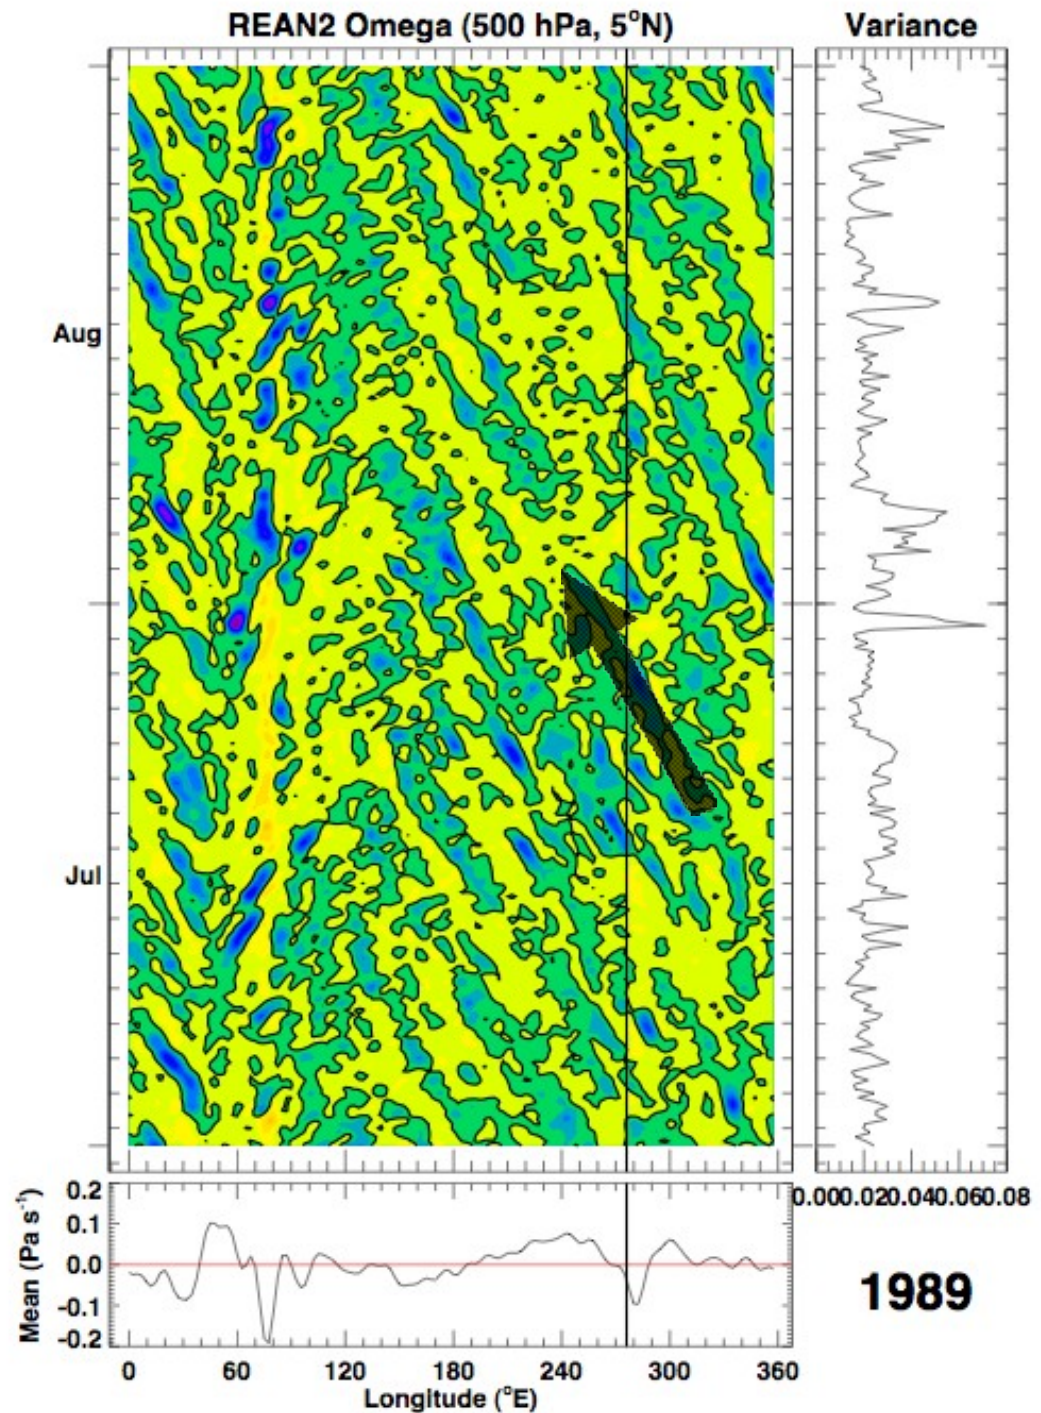 REAN2 Omega (500 hPa, 5°N)
Variance
Aug
Jul
0.000.020.040.060.08
Mean (Pa s⁻¹)
0.2
0.1
0.0
-0.1
-0.2
0 60 120 180 240 300 360
Longitude (°E)
1989